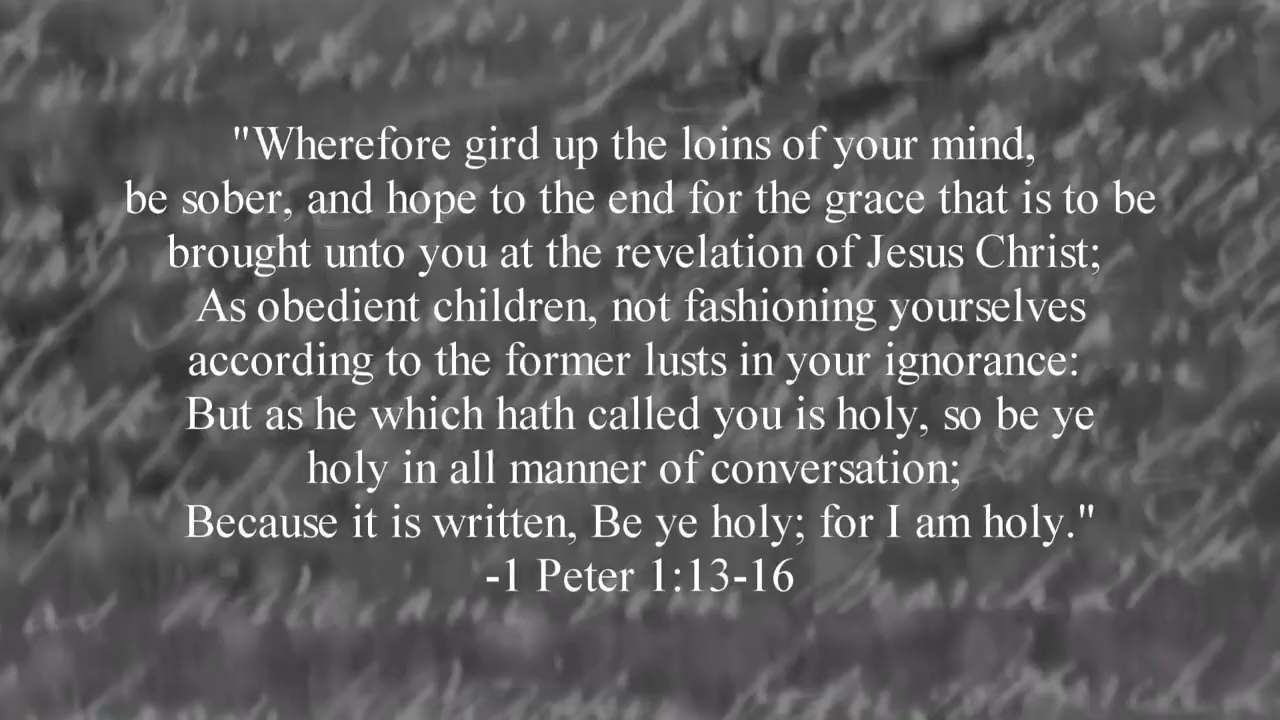 "Wherefore gird up the loins of your mind,
be sober, and hope to the end for the grace that is to be
brought unto you at the revelation of Jesus Christ;
As obedient children, not fashioning yourselves
according to the former lusts in your ignorance:
But as he which hath called you is holy, so be ye
holy in all manner of conversation;
Because it is written, Be ye holy; for I am holy."
-1 Peter 1:13-16